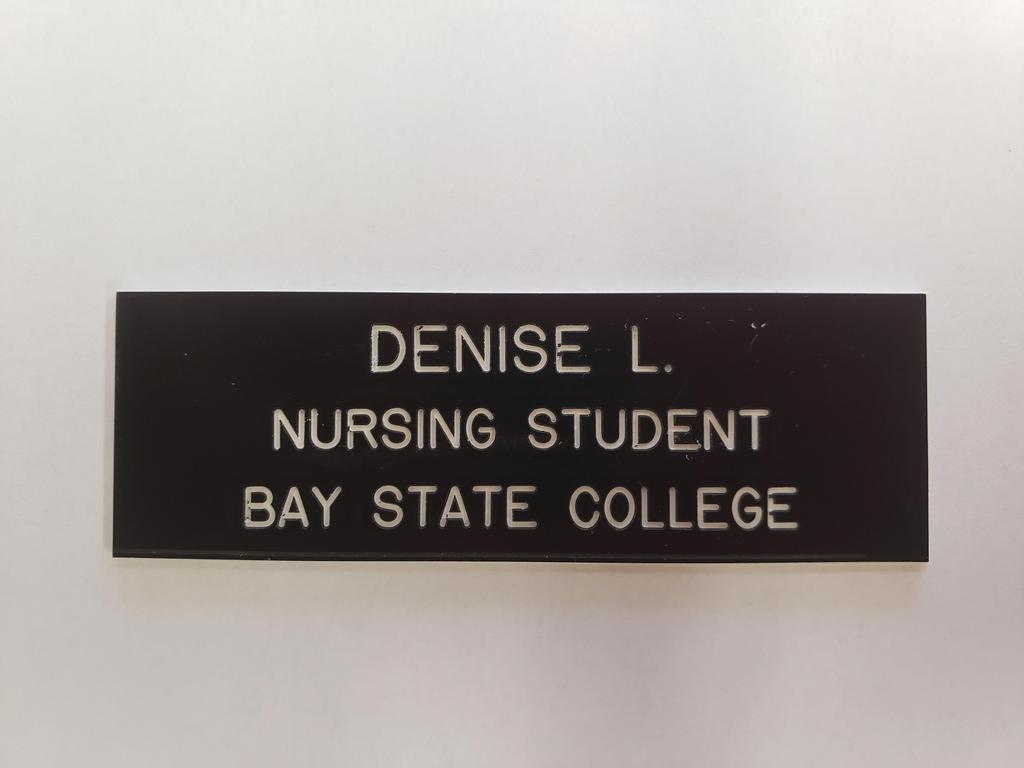 DENISE L.
NURSING STUDENT
BAY STATE COLLEGE